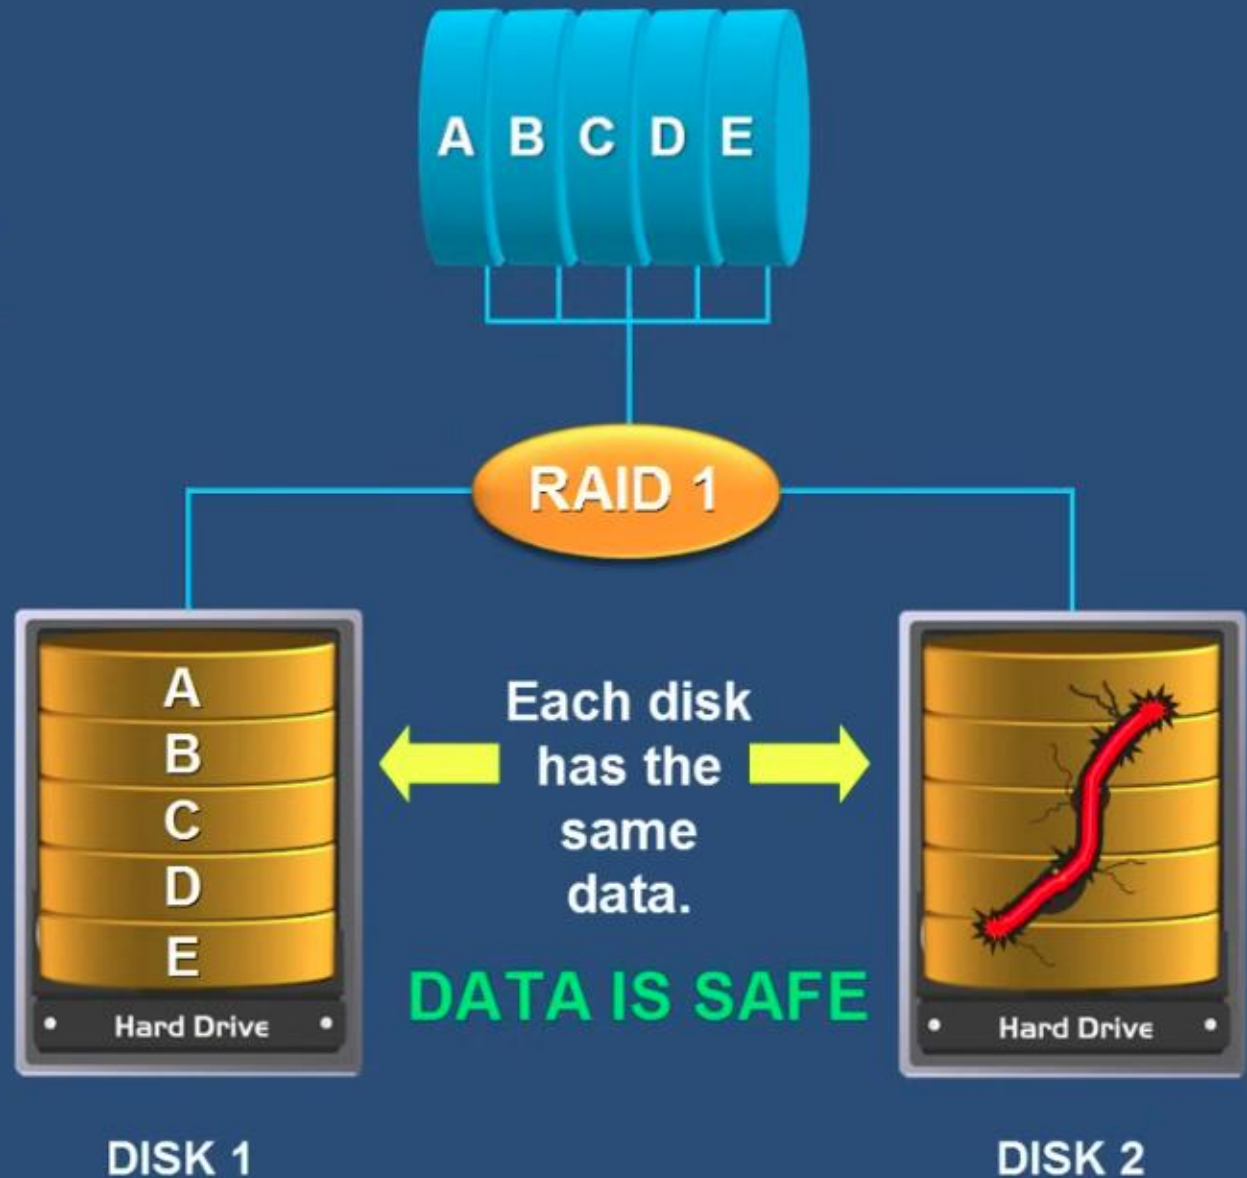 A B C D E
RAID 1
A
B
C
D
E
Hard Drive
DISK 1
Each disk
has the
same
data.
DATA IS SAFE
Hard Drive
DISK 2